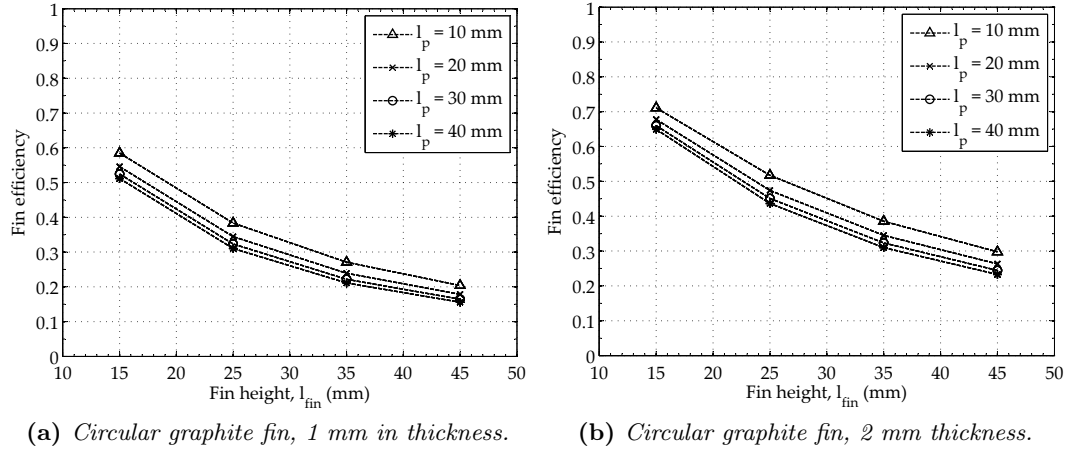 1
0.9
0.8
0.7
0.6
0.5
0.4
0.3
0.2
0.1
0
Fin efficiency
l_p = 10 mm
l_p = 20 mm
l_p = 30 mm
l_p = 40 mm
10 15 20 25 30 35 40 45 50
Fin height, l_fin (mm)
(a) Circular graphite fin, 1 mm in thickness.
1
0.9
0.8
0.7
0.6
0.5
0.4
0.3
0.2
0.1
0
Fin efficiency
l_p = 10 mm
l_p = 20 mm
l_p = 30 mm
l_p = 40 mm
10 15 20 25 30 35 40 45 50
Fin height, l_fin (mm)
(b) Circular graphite fin, 2 mm thickness.